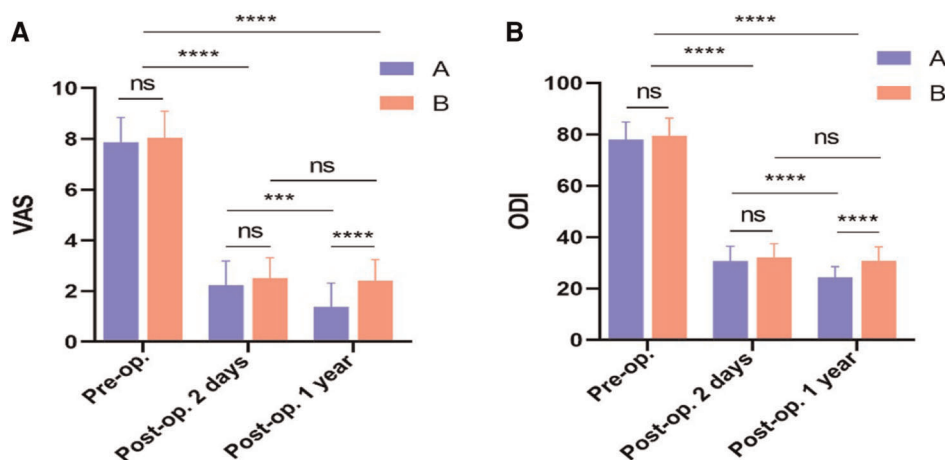 A
****
****
A
B
ns
ns
***
ns
****
10
8
6
4
2
0
VAS
Pre-op.
Post-op. 2 days
Post-op. 1 year
B
****
****
A
B
ns
ns
****
ns
****
100
80
60
40
20
0
ODI
Pre-op.
Post-op. 2 days
Post-op. 1 year